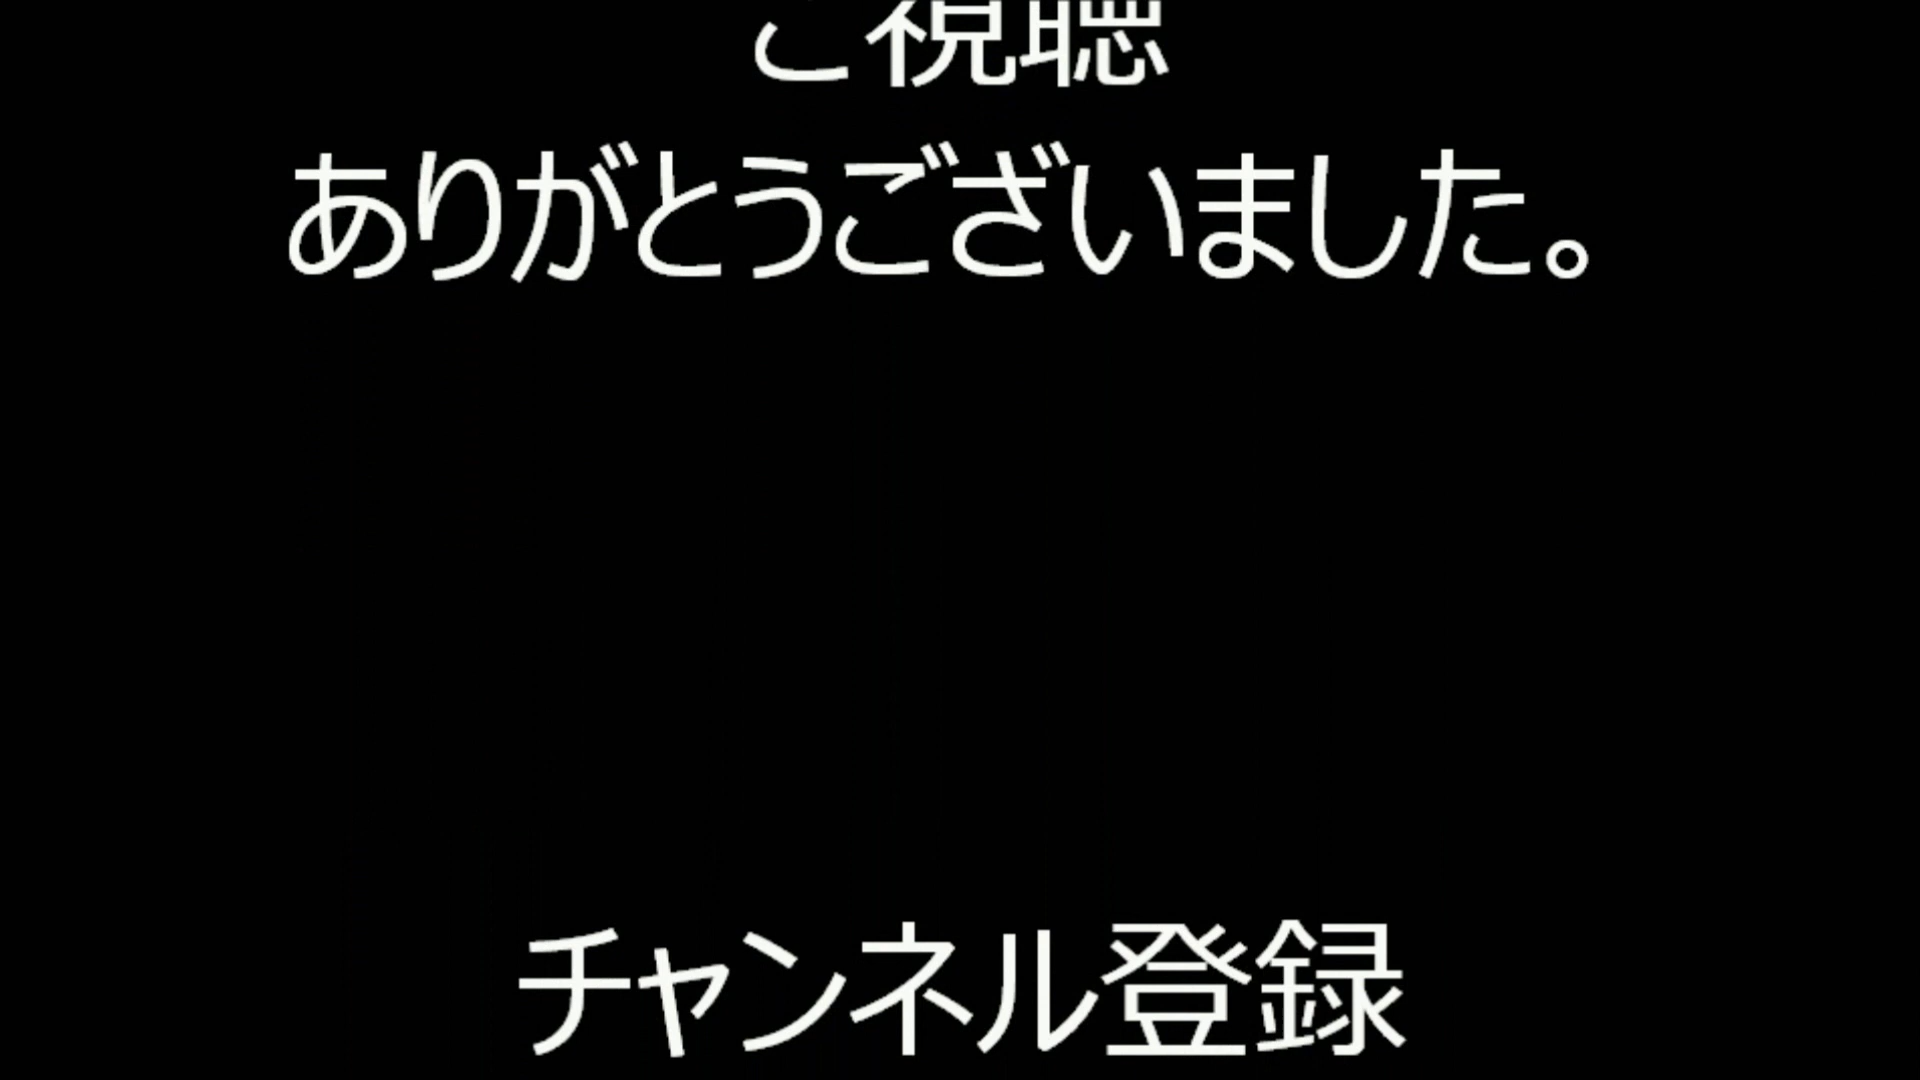 ご視聴
ありがとうございました。
チャンネル登録